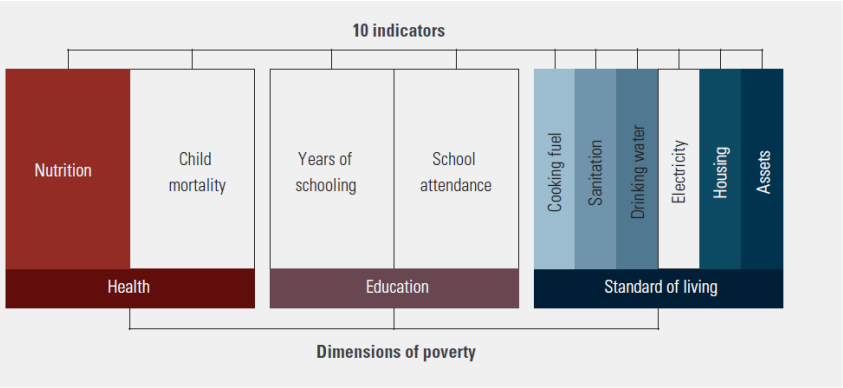 10 indicators
Nutrition
Child
mortality
Years of
schooling
School
attendance
Cooking fuel
Sanitation
Drinking water
Electricity
Housing
Assets
Health
Education
Standard of living
Dimensions of poverty